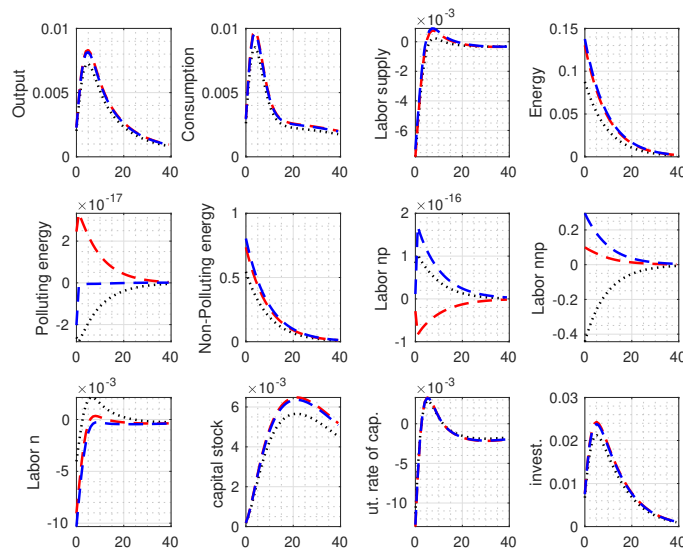 0.01
0.005
0
0 20 40
Output
0.01
0.005
0
0 20 40
Consumption
×10⁻³
0
-2
-4
-6
0 20 40
Labor supply
0.15
0.1
0.05
0
0 20 40
Energy
×10⁻¹⁷
2
0
-2
0 20 40
Polluting energy
1
0.5
0
0 20 40
Non-Polluting energy
×10⁻¹⁶
2
1
0
-1
0 20 40
Labor np
0.2
0
-0.2
-0.4
0 20 40
Labor nnp
×10⁻³
0
-5
-10
0 20 40
Labor n
×10⁻³
6
4
2
0
0 20 40
capital stock
×10⁻³
0
-5
-10
0 20 40
ut. rate of cap.
0.03
0.02
0.01
0
0 20 40
invest.